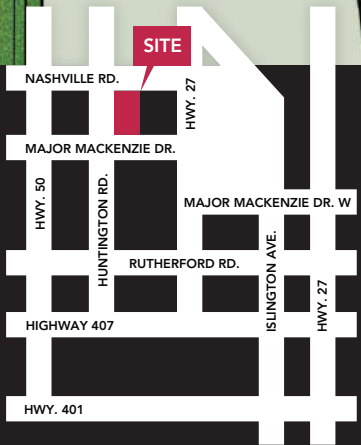 SITE
NASHVILLE RD.
HWY. 27
MAJOR MACKENZIE DR.
HWY. 50
HUNTINGTON RD.
MAJOR MACKENZIE DR. W
RUTHERFORD RD.
ISLINGTON AVE.
HWY. 27
HIGHWAY 407
HWY. 401